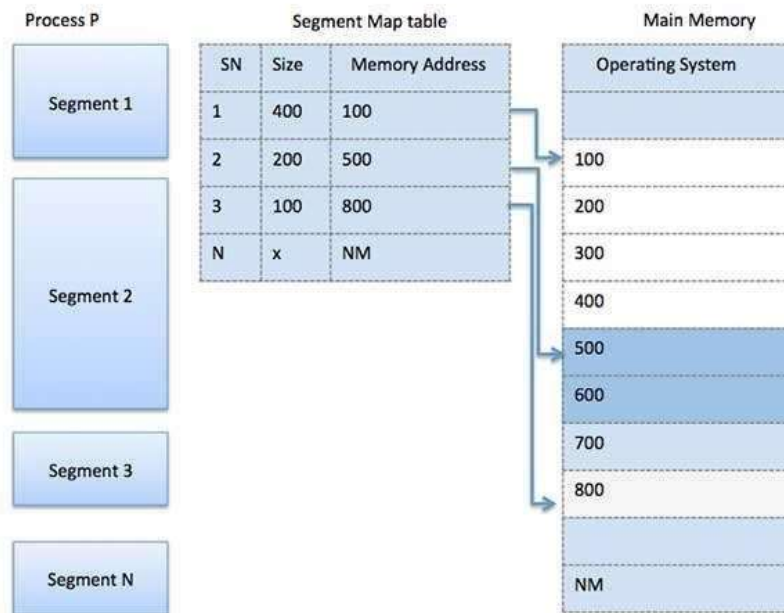 Process P
Segment 1
Segment 2
Segment 3
Segment N
Segment Map table
SN Size Memory Address
1 400 100
2 200 500
3 100 800
N x NM
Main Memory
Operating System
100
200
300
400
500
600
700
800
NM